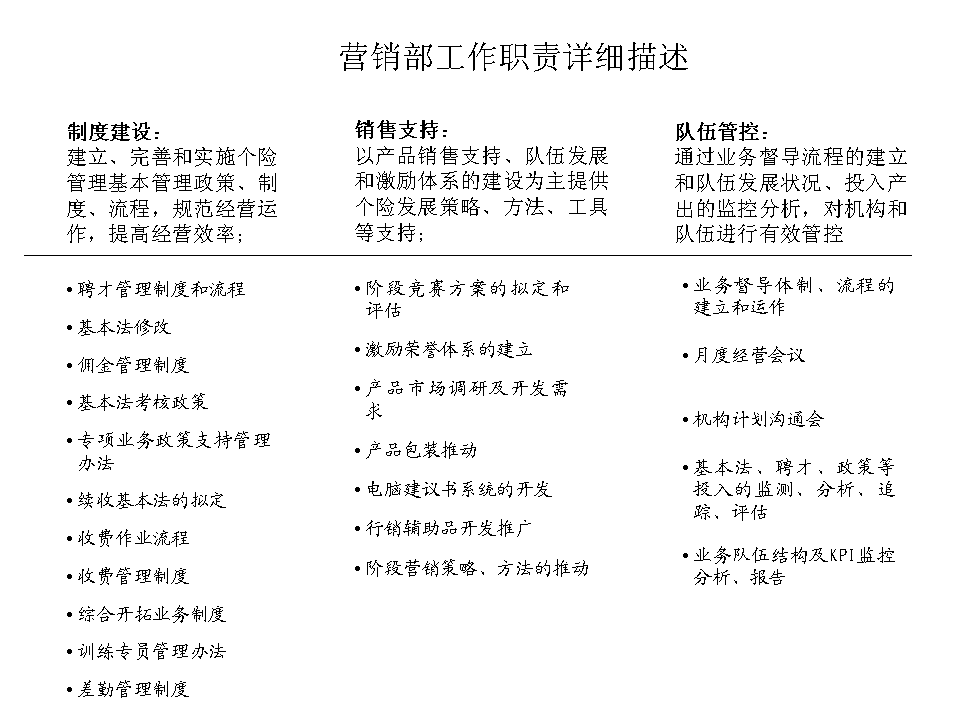 营销部工作职责详细描述
制度建设：
建立、完善和实施个险
管理基本管理政策、制
度、流程，规范经营运
作，提高经营效率；
销售支持：
以产品销售支持、队伍发展
和激励体系的建设为主提供
个险发展策略、方法、工具
等支持；
队伍管控：
通过业务督导流程的建立
和队伍发展状况、投入产
出的监控分析，对机构和
队伍进行有效管控
•聘才管理制度和流程
•基本法修改
•佣金管理制度
•基本法考核政策
•专项业务政策支持管理
办法
•续收基本法的拟定
•收费作业流程
•收费管理制度
•综合开拓业务制度
•训练专员管理办法
•差勤管理制度
•阶段竞赛方案的拟定和
评估
•激励荣誉体系的建立
•产品市场调研及开发需
求
•产品包装推动
•电脑建议书系统的开发
•行销辅助品开发推广
•阶段营销策略、方法的推动
•业务督导体制、流程的
建立和运作
•月度经营会议
•机构计划沟通会
•基本法、聘才、政策等
投入的监测、分析、追
踪、评估
•业务队伍结构及KPI监控
分析、报告